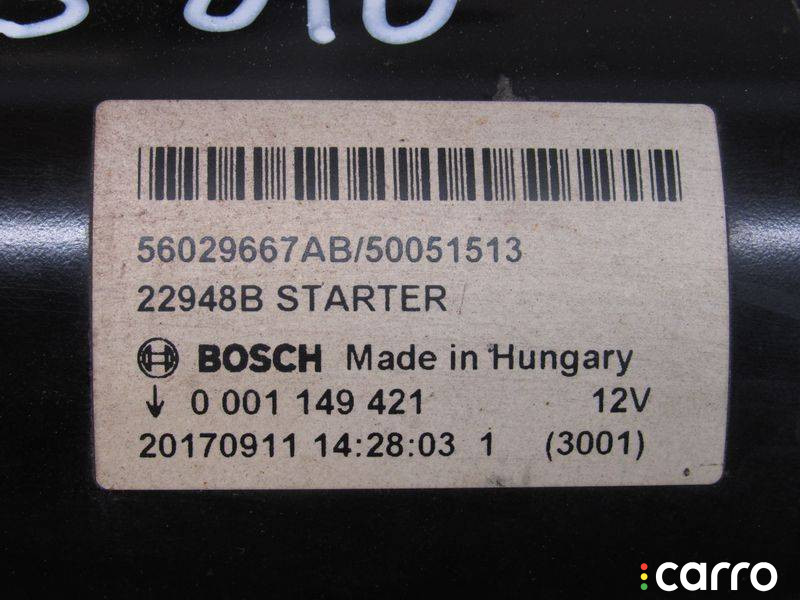 56029667AB/50051513
22948B STARTER
BOSCH Made in Hungary
↓ 0 001 149 421 12V
20170911 14:28:03 1 (3001)
carro